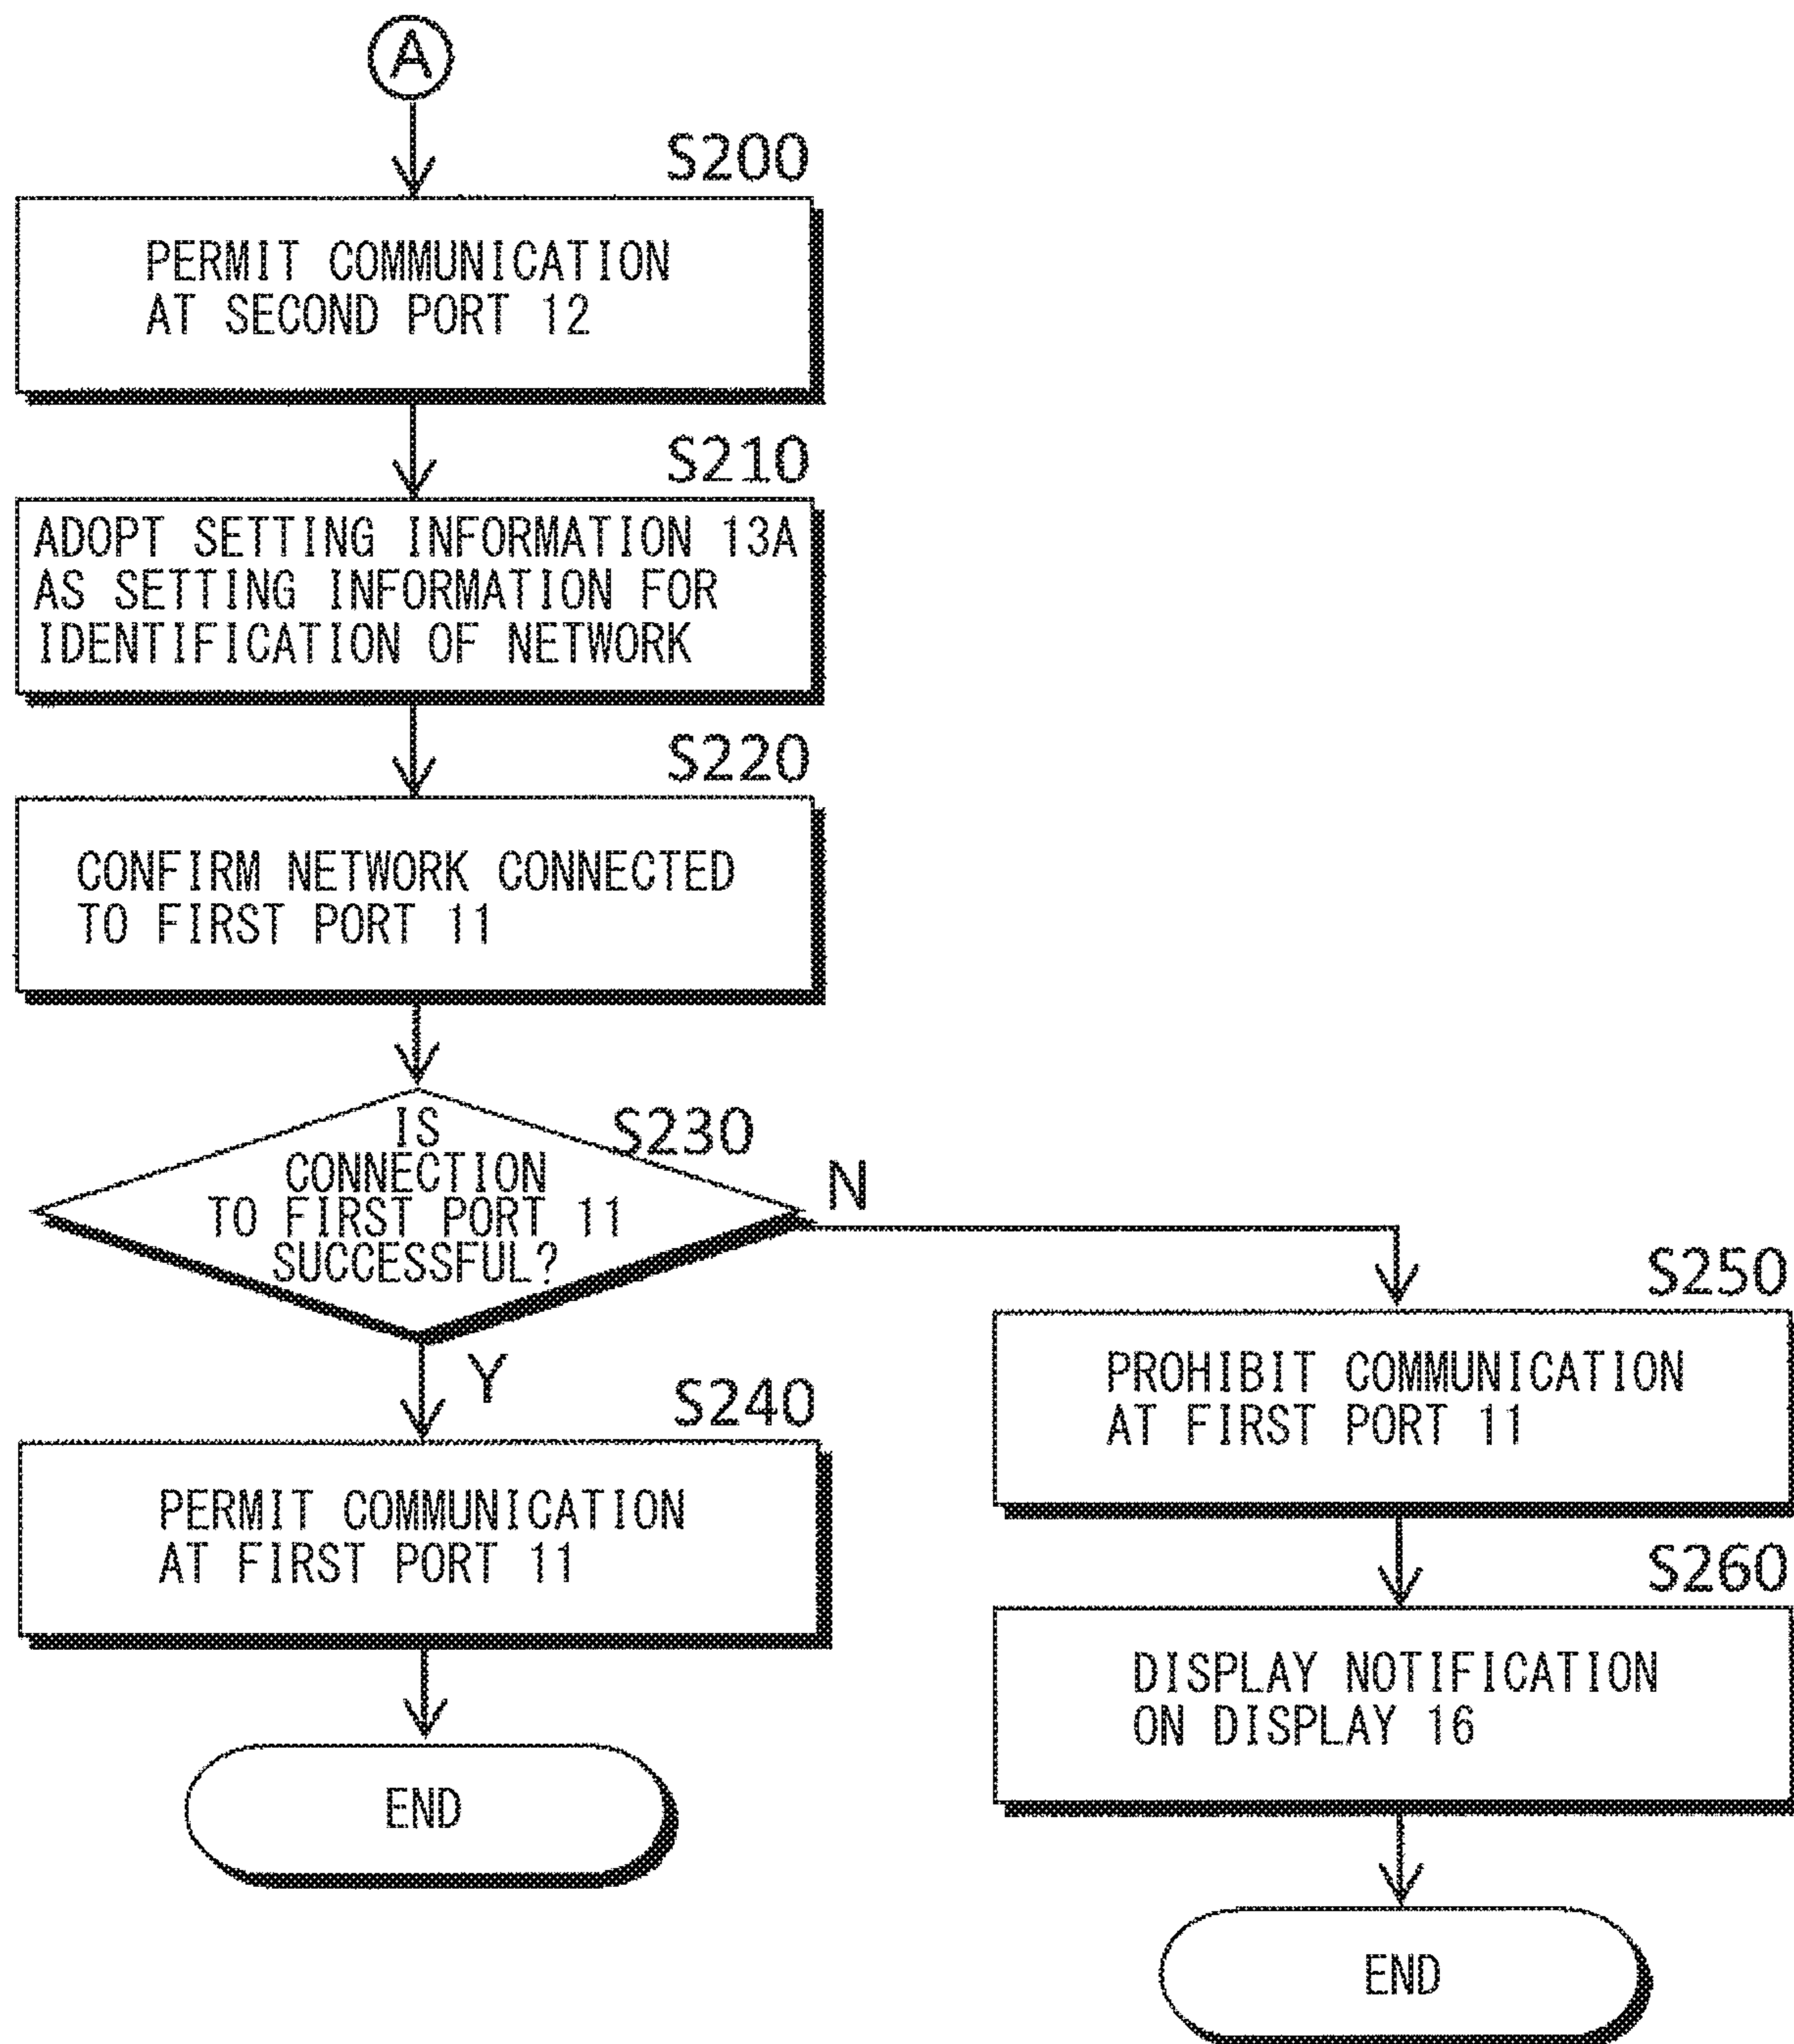 A
S200
PERMIT COMMUNICATION
AT SECOND PORT 12
S210
ADOPT SETTING INFORMATION 13A
AS SETTING INFORMATION FOR
IDENTIFICATION OF NETWORK
S220
CONFIRM NETWORK CONNECTED
TO FIRST PORT 11
S230
IS
CONNECTION
TO FIRST PORT 11
SUCCESSFUL?
N
Y
S240
PERMIT COMMUNICATION
AT FIRST PORT 11
END
S250
PROHIBIT COMMUNICATION
AT FIRST PORT 11
S260
DISPLAY NOTIFICATION
ON DISPLAY 16
END